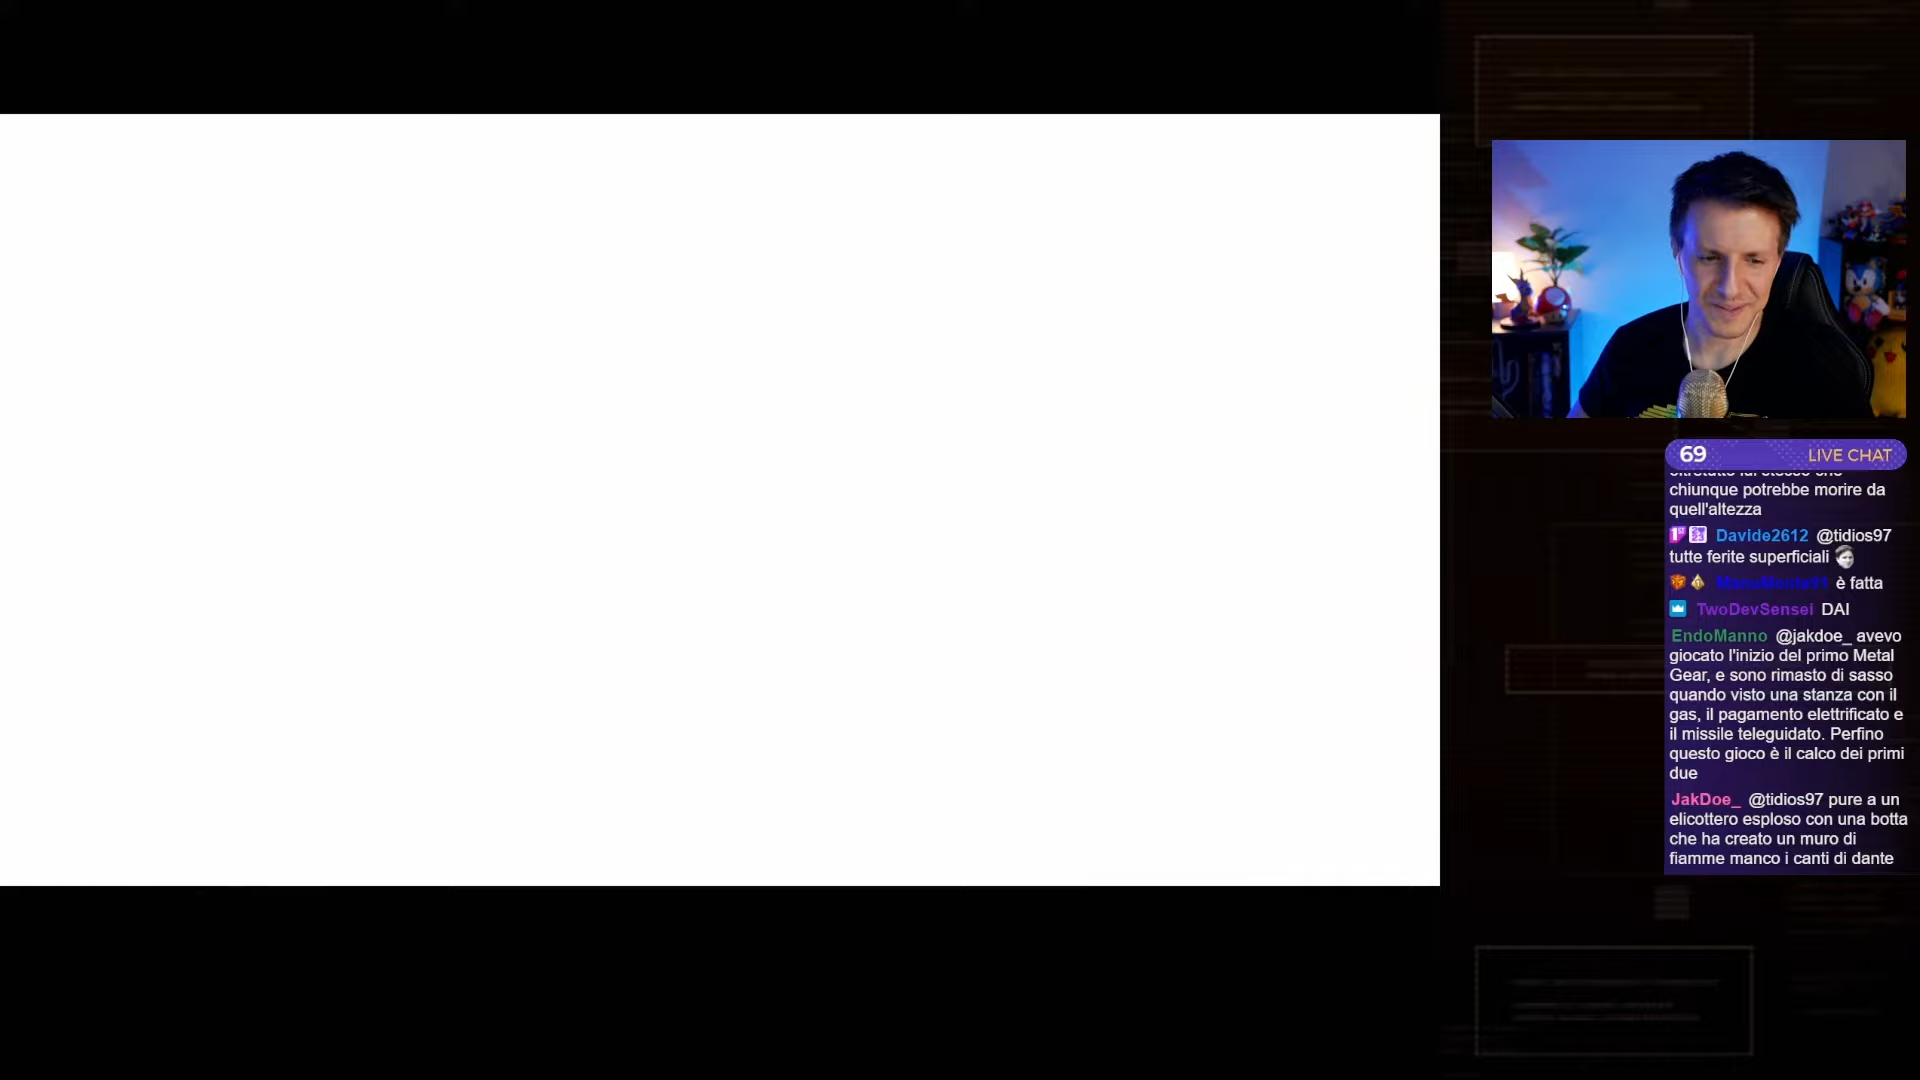 69 LIVE CHAT
chiunque potrebbe morire da
quell'altezza
Davide2612 @tidios97
tutte ferite superficiali
è fatta
TwoDevSensei DAI
EndoManno @jakdoe_ avevo
giocato l'inizio del primo Metal
Gear, e sono rimasto di sasso
quando visto una stanza con il
gas, il pagamento elettrificato e
il missile teleguidato. Perfino
questo gioco è il calco dei primi
due
JakDoe_ @tidios97 pure a un
elicottero esploso con una botta
che ha creato un muro di
fiamme manco i canti di dante